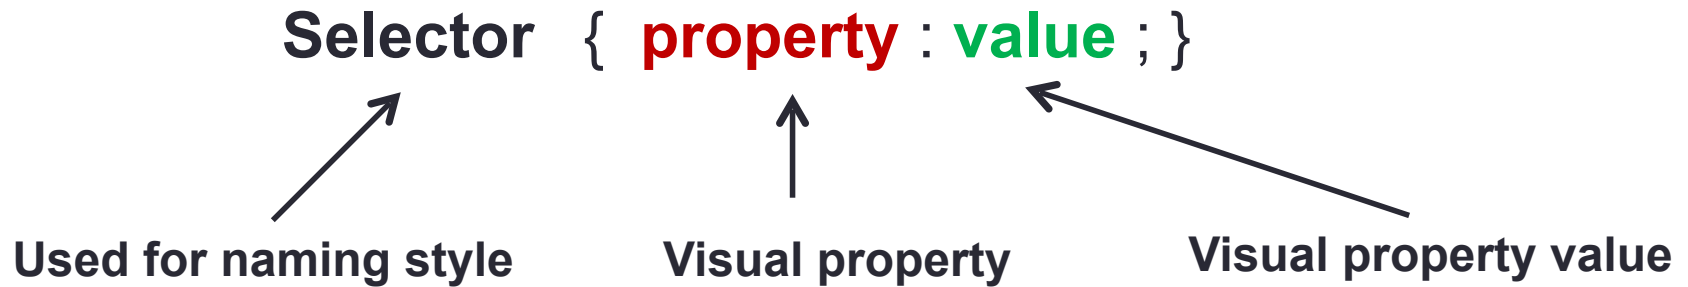 Selector { property : value ; }
Used for naming style
Visual property
Visual property value